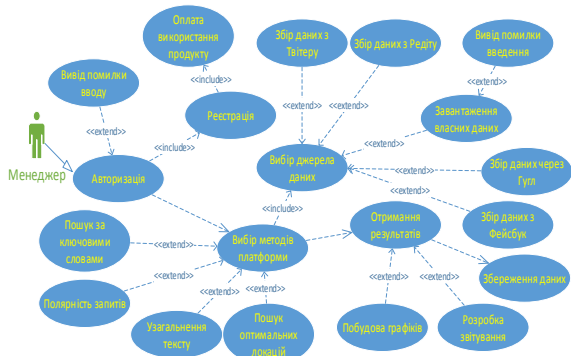 Оплата
використання
продукту
Збір даних з
Твітеру
Збір даних з Редіту
Вивід помилки
введення
Вивід помилки
вводу
<<include>>
<<extend>>
<<extend>>
<<extend>>
Реєстрація
Завантаження
власних даних
<<extend>>
<<include>>
<<extend>>
Менеджер
Авторизація
Вибір джерела
даних
Збір даних через
Гугл
<<extend>>
<<include>>
Пошук за
ключовими
словами
<<extend>>
Вибір методів
платформи
Отримання
результатів
Збір даних з
Фейсбук
Полярність запитів
<<extend>>
<<extend>>
<<extend>>
<<extend>>
<<extend>>
Збереження даних
Узагальнення
тексту
Пошук
оптимальних
локацій
Побудова графіків
Розробка
звітування